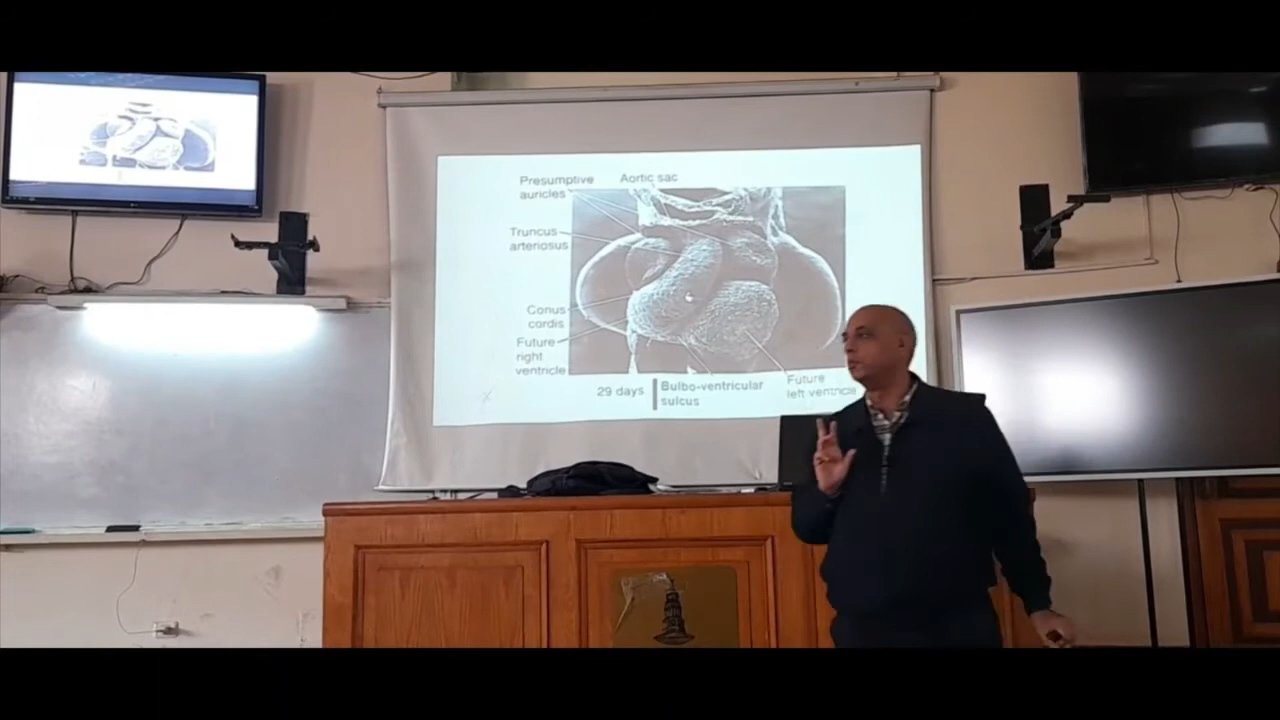 Presumptive
auricles
Aortic sac
Truncus
arteriosus
Conus
cordis
Future
right
ventricle
29 days
Bulbo-ventricular
sulcus
Future
left ventricle